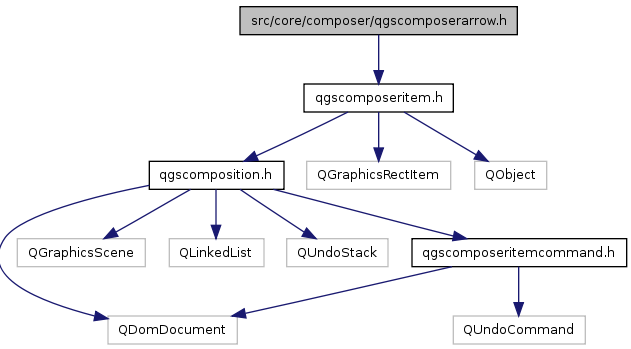 src/core/composer/qgscomposerarrow.h
qgscomposeritem.h
qgscomposition.h
QGraphicsRectItem
QObject
QGraphicsScene
QLinkedList
QUndoStack
qgscomposeritemcommand.h
QDomDocument
QUndoCommand